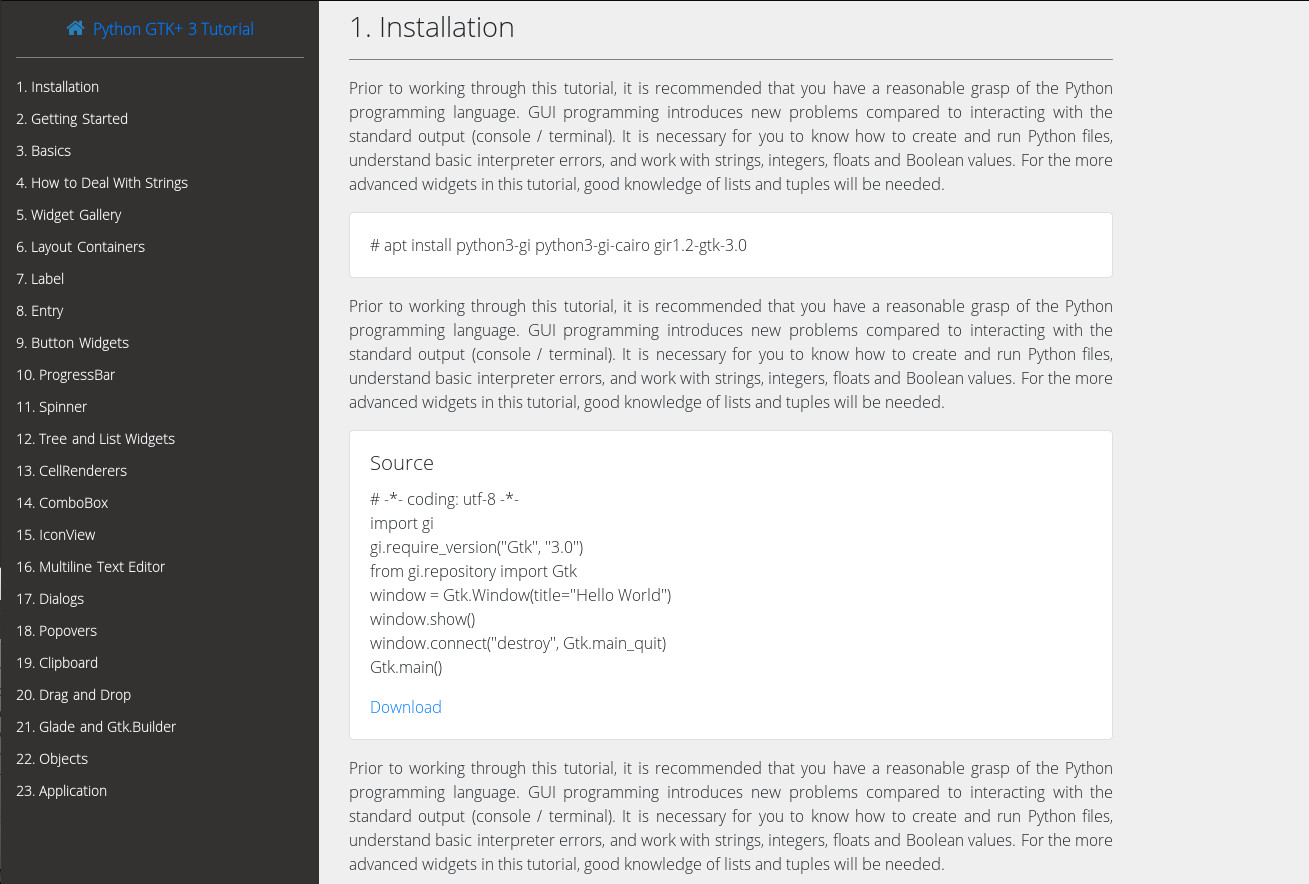 Python GTK+ 3 Tutorial
1. Installation
2. Getting Started
3. Basics
4. How to Deal With Strings
5. Widget Gallery
6. Layout Containers
7. Label
8. Entry
9. Button Widgets
10. ProgressBar
11. Spinner
12. Tree and List Widgets
13. CellRenderers
14. ComboBox
15. IconView
16. Multiline Text Editor
17. Dialogs
18. Popovers
19. Clipboard
20. Drag and Drop
21. Glade and Gtk.Builder
22. Objects
23. Application
1. Installation
Prior to working through this tutorial, it is recommended that you have a reasonable grasp of the Python
programming language. GUI programming introduces new problems compared to interacting with the
standard output (console / terminal). It is necessary for you to know how to create and run Python files,
understand basic interpreter errors, and work with strings, integers, floats and Boolean values. For the more
advanced widgets in this tutorial, good knowledge of lists and tuples will be needed.
# apt install python3-gi python3-gi-cairo gir1.2-gtk-3.0
Prior to working through this tutorial, it is recommended that you have a reasonable grasp of the Python
programming language. GUI programming introduces new problems compared to interacting with the
standard output (console / terminal). It is necessary for you to know how to create and run Python files,
understand basic interpreter errors, and work with strings, integers, floats and Boolean values. For the more
advanced widgets in this tutorial, good knowledge of lists and tuples will be needed.
Source
# -*- coding: utf-8 -*-
import gi
gi.require_version("Gtk", "3.0")
from gi.repository import Gtk
window = Gtk.Window(title="Hello World")
window.show()
window.connect("destroy", Gtk.main_quit)
Gtk.main()
Download
Prior to working through this tutorial, it is recommended that you have a reasonable grasp of the Python
programming language. GUI programming introduces new problems compared to interacting with the
standard output (console / terminal). It is necessary for you to know how to create and run Python files,
understand basic interpreter errors, and work with strings, integers, floats and Boolean values. For the more
advanced widgets in this tutorial, good knowledge of lists and tuples will be needed.